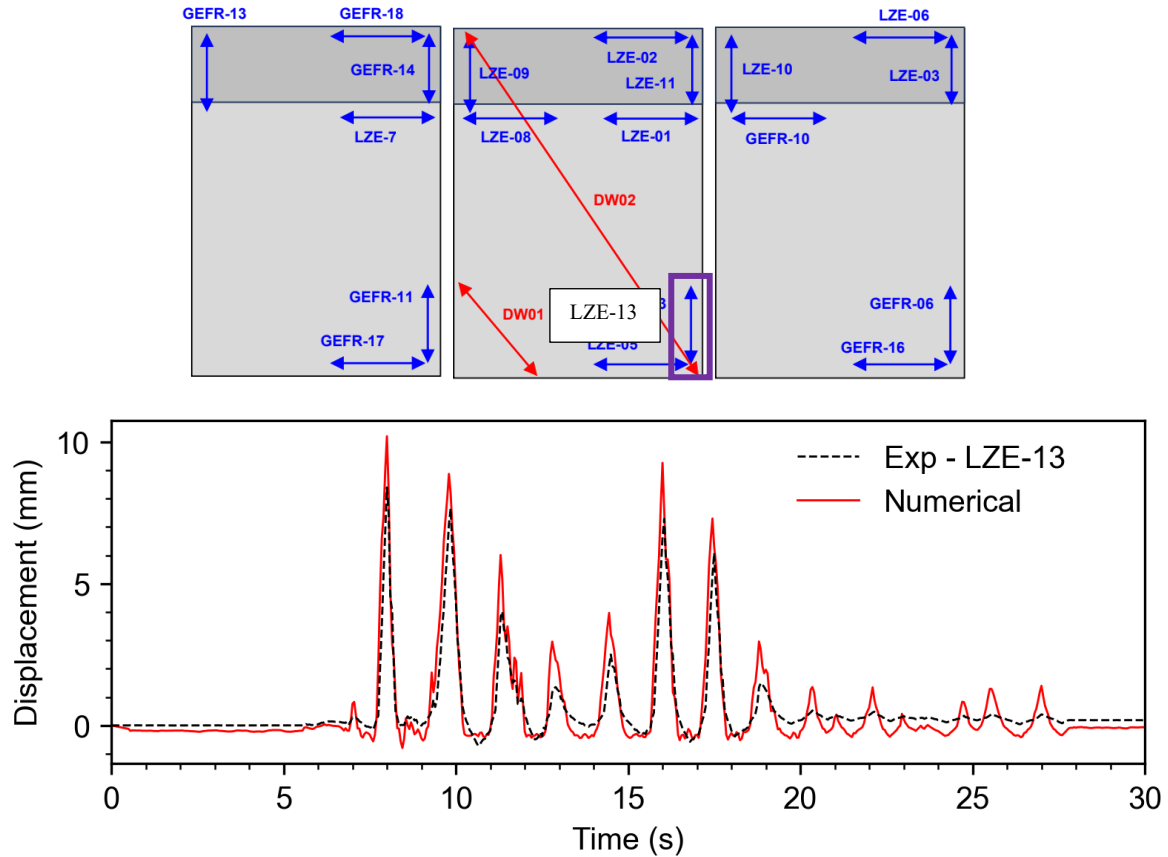 GEFR-13
GEFR-18
LZE-06
GEFR-14
LZE-09
LZE-02
LZE-11
LZE-10
LZE-03
LZE-7
LZE-08
LZE-01
GEFR-10
DW02
GEFR-11
DW01
LZE-13
3
GEFR-06
GEFR-17
GEFR-16
10
5
0
Displacement (mm)
Exp - LZE-13
Numerical
0 5 10 15 20 25 30
Time (s)